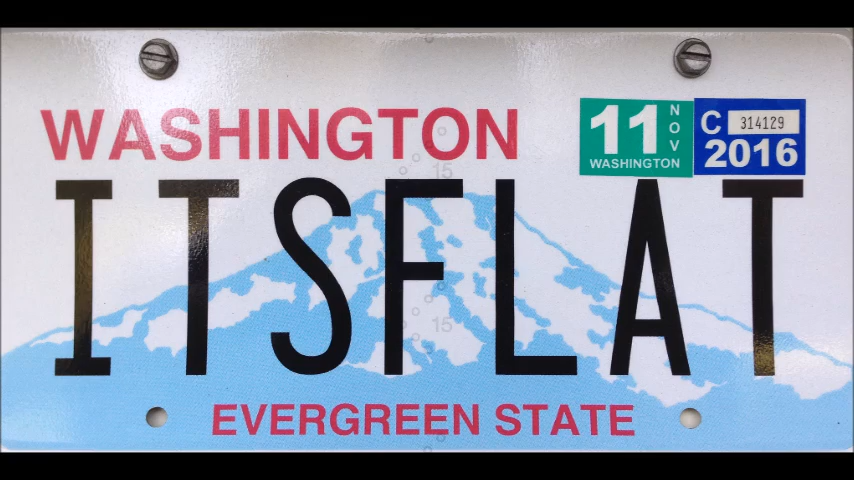 WASHINGTON
11 NOV WASHINGTON
C 314129
2016
15
ITSFLAT
15
EVERGREEN STATE